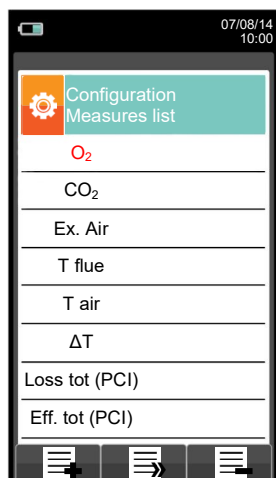 07/08/14
10:00
Configuration
Measures list
O₂
CO₂
Ex. Air
T flue
T air
ΔT
Loss tot (PCI)
Eff. tot (PCI)